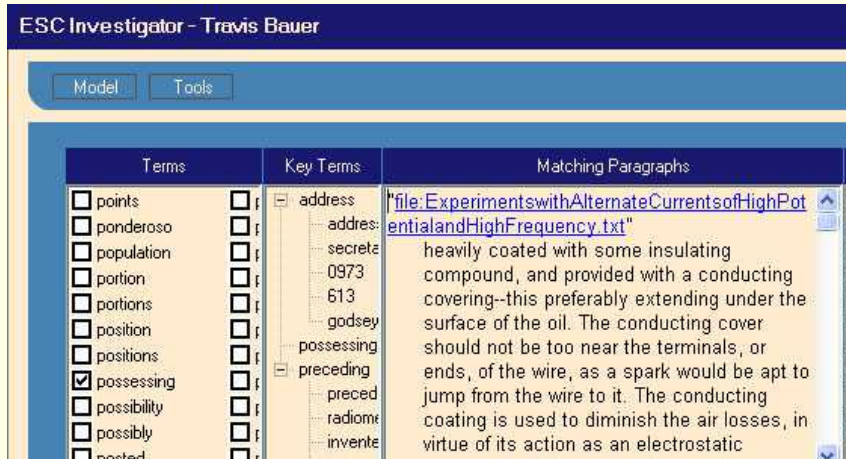 ESC Investigator - Travis Bauer
Model Tools
Terms Key Terms Matching Paragraphs
points
ponderoso
population
portion
portions
position
positions
possessing
possibility
possibly
posted
address
secreta
0973
613
godsey
possessing
preceding
preced
radiome
invente
"file:ExperimentswithAlternateCurrentsofHighPot
entialandHighFrequency.txt"
heavily coated with some insulating
compound, and provided with a conducting
covering--this preferably extending under the
surface of the oil. The conducting cover
should not be too near the terminals, or
ends, of the wire, as a spark would be apt to
jump from the wire to it. The conducting
coating is used to diminish the air losses, in
virtue of its action as an electrostatic